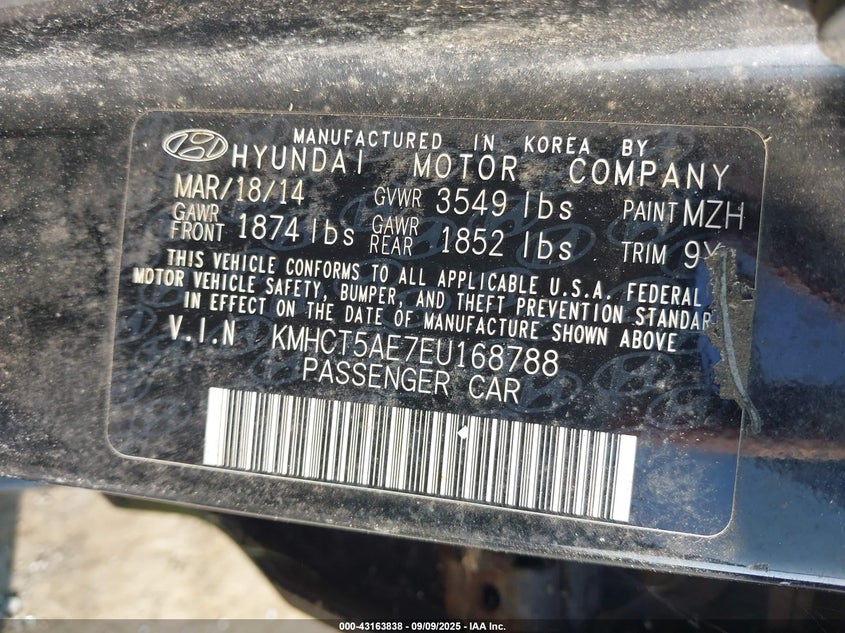 MANUFACTURED IN KOREA BY
HYUNDAI MOTOR COMPANY
MAR/18/14 GVWR 3549 lbs PAINT MZH
GAWR FRONT 1874 lbs GAWR REAR 1852 lbs TRIM
THIS VEHICLE CONFORMS TO ALL APPLICABLE U.S.A. FEDERAL
MOTOR VEHICLE SAFETY, BUMPER, AND THEFT PREVENTION STANDAR
IN EFFECT ON THE DATE OF MANUFACTURE SHOWN ABOVE
V.I.N KMHCT5AE7EU168788
PASSENGER CAR
000-43163838 - 09/09/2025 - IAA Inc.